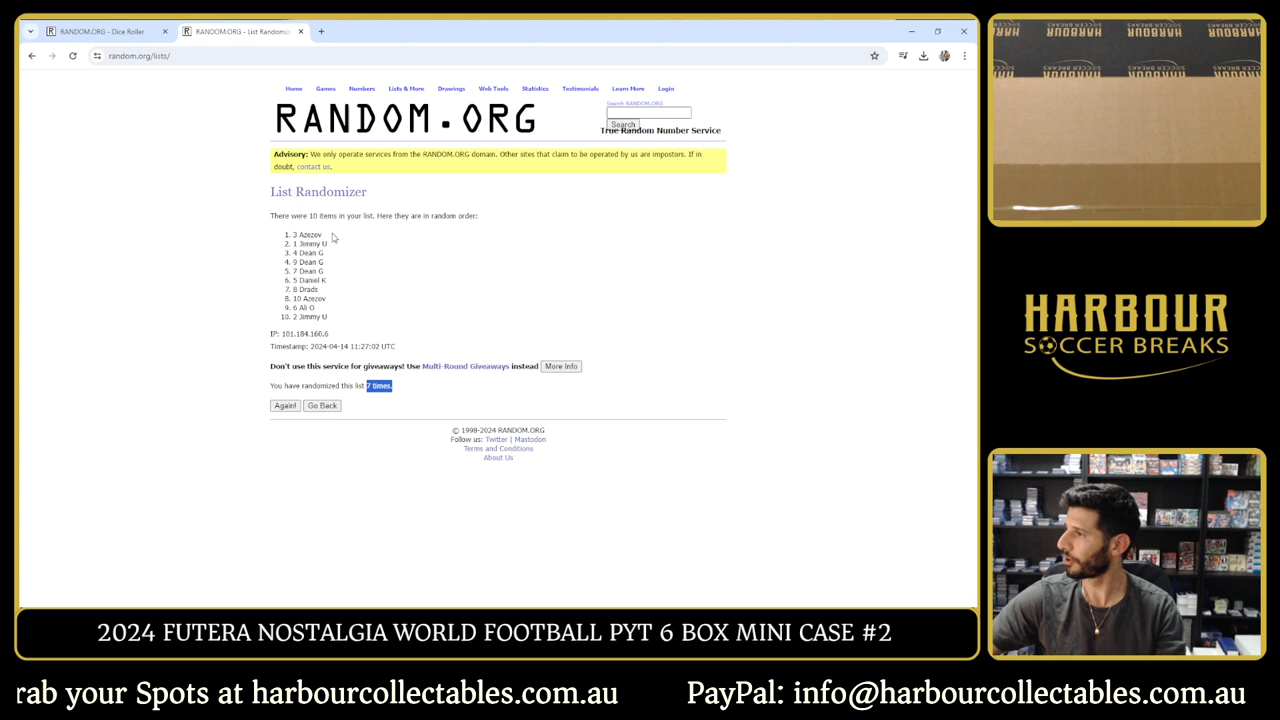 RANDOM.ORG - Dice Roller
RANDOM.ORG - List Randomiz
random.org/lists/
Home Games Numbers Lists & More Drawings Web Tools Statistics Testimonials Learn More Login
RANDOM.ORG
Search RANDOM.ORG
Search
True Random Number Service
Advisory: We only operate services from the RANDOM.ORG domain. Other sites that claim to be operated by us are impostors. If in
doubt, contact us.
List Randomizer
There were 10 items in your list. Here they are in random order:
1. 3 Azezov
2. 1 Jimmy U
3. 4 Dean G
4. 9 Dean G
5. 7 Dean G
6. 5 Daniel K
7. 8 Drads
8. 10 Azezov
9. 6 Ali O
10. 2 Jimmy U
IP: 101.184.160.6
Timestamp: 2024-04-14 11:27:02 UTC
Don't use this service for giveaways! Use Multi-Round Giveaways instead More Info
You have randomized this list 7 times.
Again! Go Back
© 1998-2024 RANDOM.ORG
Follow us: Twitter | Mastodon
Terms and Conditions
About Us
HARBOUR
SOCCER BREAKS
2024 FUTERA NOSTALGIA WORLD FOOTBALL PYT 6 BOX MINI CASE #2
rab your Spots at harbourcollectables.com.au PayPal: info@harbourcollectables.com.au